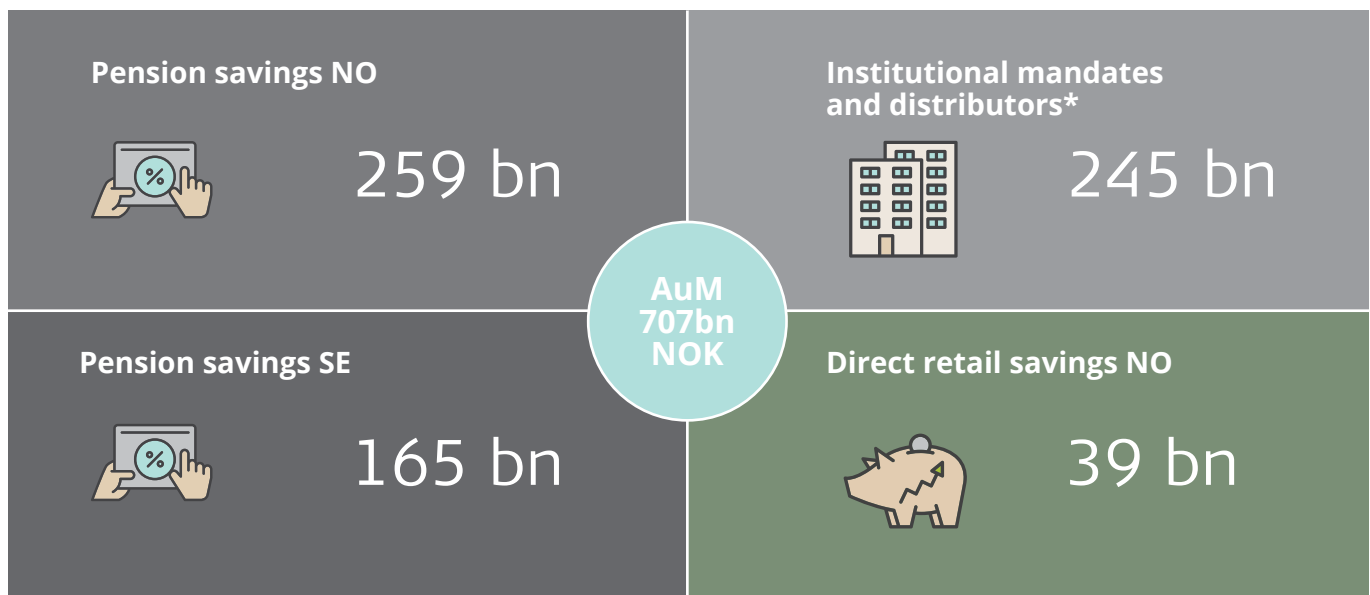 Pension savings NO
%
259 bn
Institutional mandates
and distributors*
245 bn
AuM
707bn
NOK
Pension savings SE
%
165 bn
Direct retail savings NO
39 bn